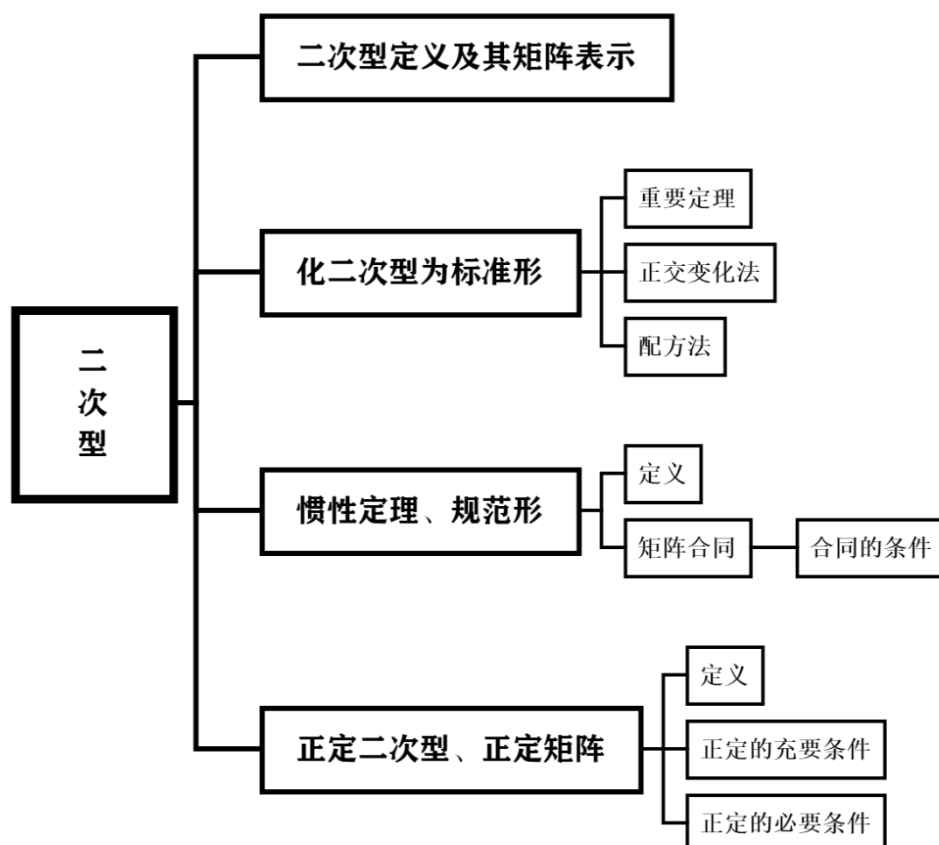 二次型定义及其矩阵表示
重要定理
化二次型为标准形
正交变化法
配方法
二
次
型
定义
惯性定理、规范形
矩阵合同
合同的条件
定义
正定二次型、正定矩阵
正定的充要条件
正定的必要条件